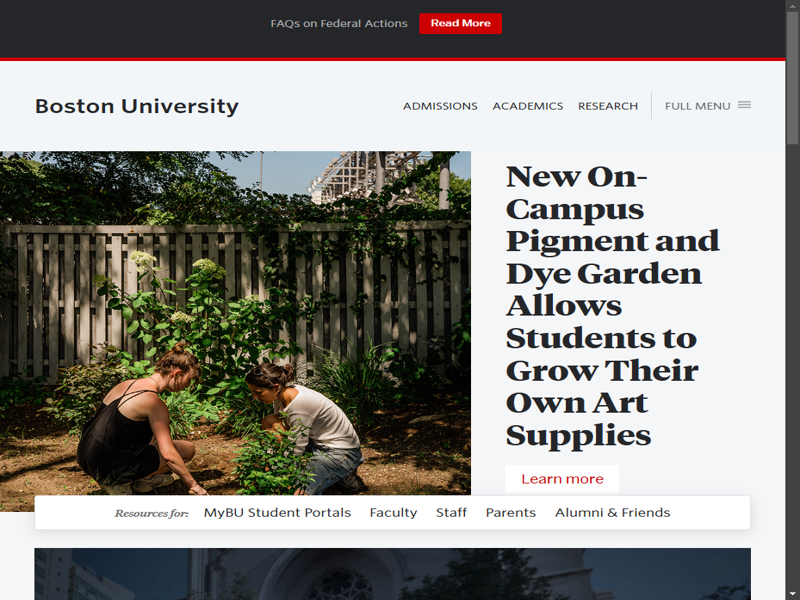 FAQs on Federal Actions Read More
Boston University
ADMISSIONS ACADEMICS RESEARCH FULL MENU
New On-
Campus
Pigment and
Dye Garden
Allows
Students to
Grow Their
Own Art
Supplies
Learn more
Resources for: MyBU Student Portals Faculty Staff Parents Alumni & Friends